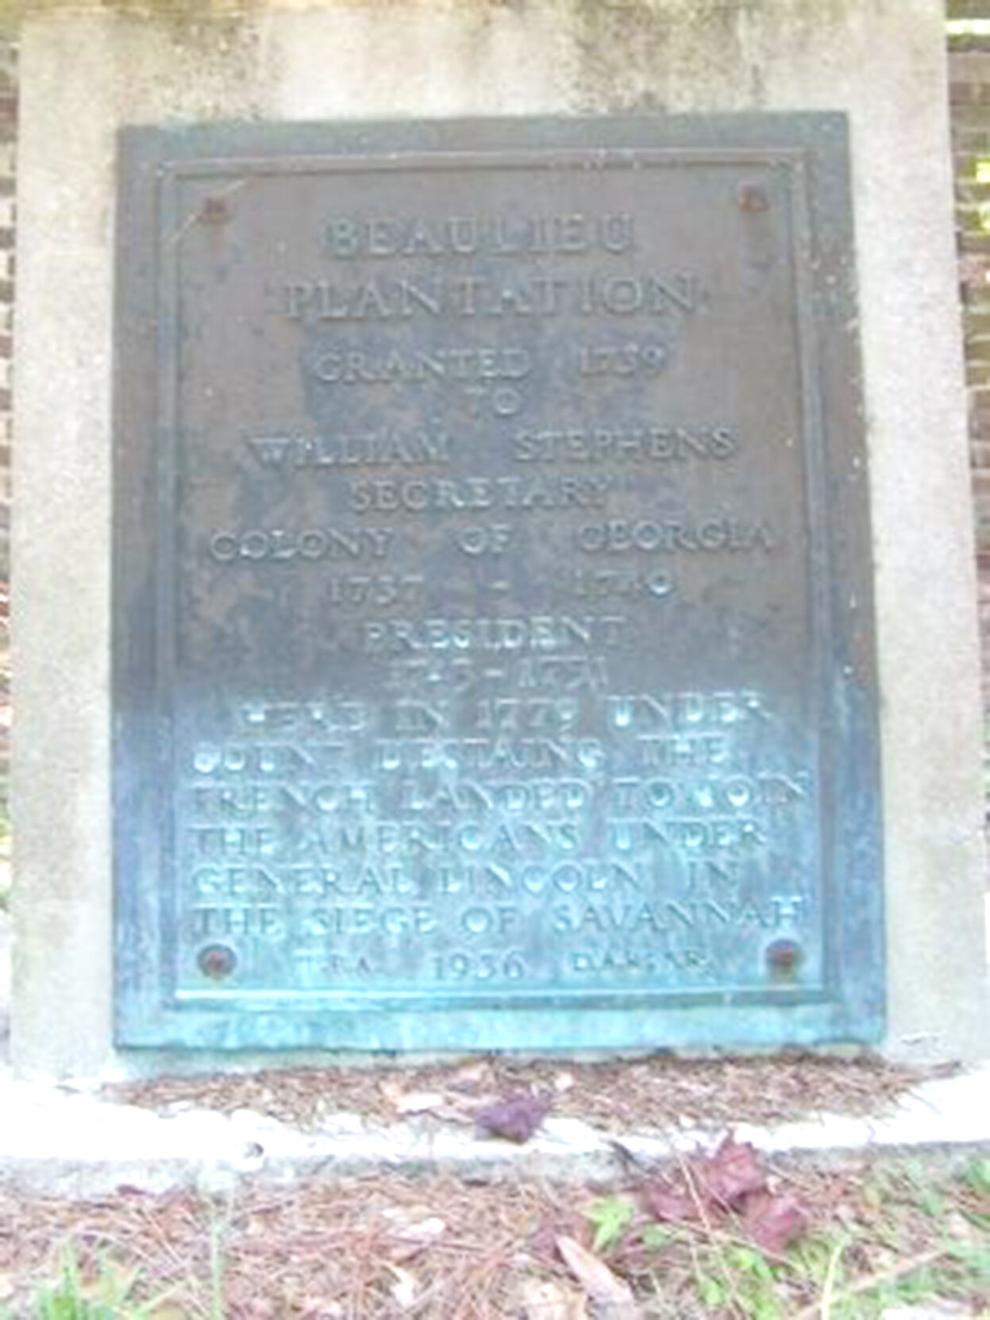 BEAULIEU
PLANTATION
GRANTED 1739
TO
WILLIAM STEPHENS
SECRETARY
COLONY OF GEORGIA
1737 - 1740
PRESIDENT
HERE IN 1779 UNDER
COUNT D'ESTAING THE
FRENCH LANDED TO JOIN
THE AMERICANS UNDER
GENERAL LINCOLN IN
THE SIEGE OF SAVANNAH
1936